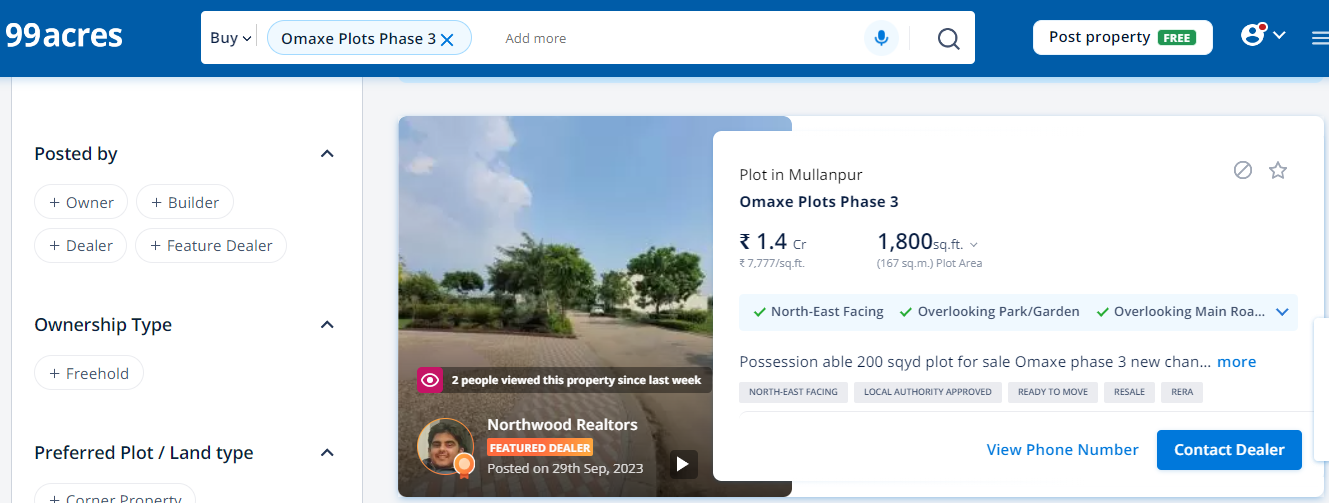 99acres
Buy
Omaxe Plots Phase 3
Add more
Post property FREE
Posted by
+ Owner
+ Builder
+ Dealer
+ Feature Dealer
Ownership Type
+ Freehold
Preferred Plot / Land type
+ Corner Property
2 people viewed this property since last week
Northwood Realtors
FEATURED DEALER
Posted on 29th Sep, 2023
Plot in Mullanpur
Omaxe Plots Phase 3
₹ 1.4 Cr
₹ 7,777/sq.ft.
1,800sq.ft.
(167 sq.m.) Plot Area
North-East Facing
Overlooking Park/Garden
Overlooking Main Roa...
Possession able 200 sqyd plot for sale Omaxe phase 3 new chan... more
NORTH-EAST FACING
LOCAL AUTHORITY APPROVED
READY TO MOVE
RESALE
RERA
View Phone Number
Contact Dealer